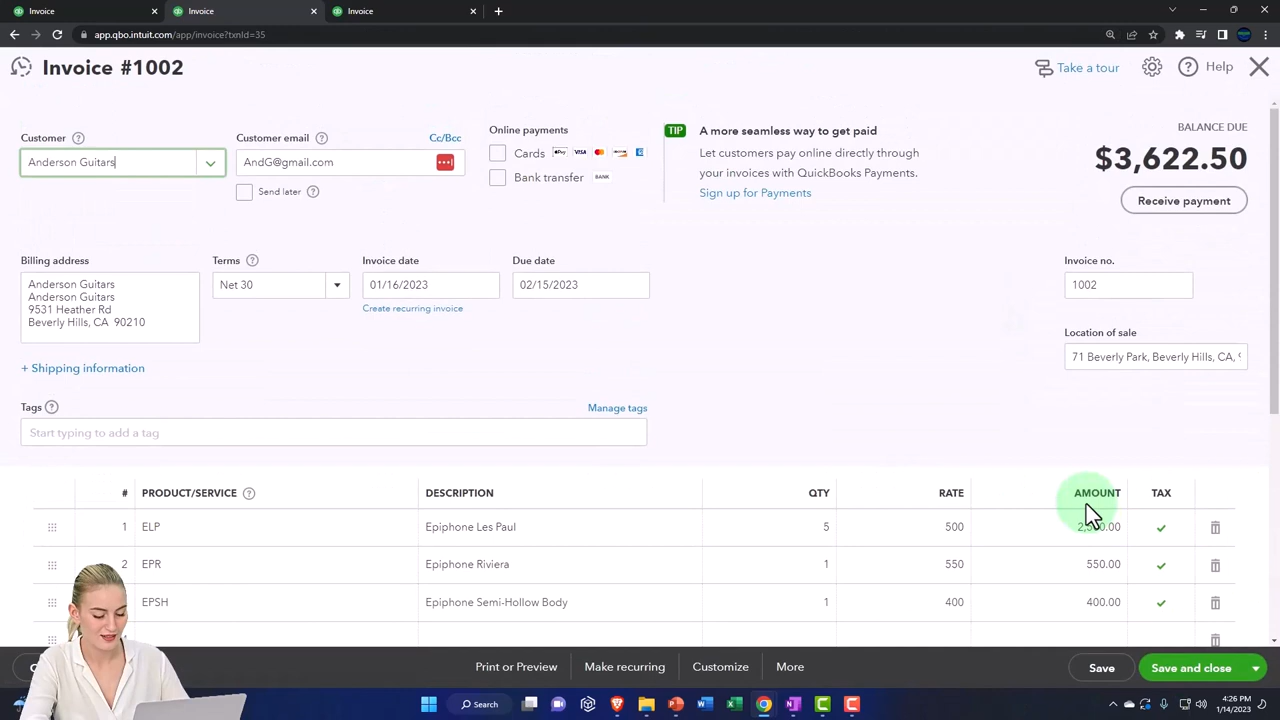 Invoice
Invoice
Invoice
app.qbo.intuit.com/app/invoice?txnId=35
Invoice #1002
Take a tour
Help
Customer
Customer email
Cc/Bcc
Online payments
TIP
A more seamless way to get paid
BALANCE DUE
Anderson Guitars
AndG@gmail.com
Cards
Let customers pay online directly through
$3,622.50
your invoices with QuickBooks Payments.
Bank transfer
BANK
Send later
Sign up for Payments
Receive payment
Billing address
Terms
Invoice date
Due date
Invoice no.
Anderson Guitars
Anderson Guitars
9531 Heather Rd
Beverly Hills, CA 90210
Net 30
01/16/2023
02/15/2023
1002
Create recurring invoice
Location of sale
71 Beverly Park, Beverly Hills, CA,
+ Shipping information
Tags
Manage tags
Start typing to add a tag
# PRODUCT/SERVICE DESCRIPTION QTY RATE AMOUNT TAX
1 ELP Epiphone Les Paul 5 500
2 EPR Epiphone Riviera 1 550 550.00
EPSH Epiphone Semi-Hollow Body 1 400 400.00
Print or Preview
Make recurring
Customize
More
Save
Save and close
Search
4:26 PM
1/14/2023